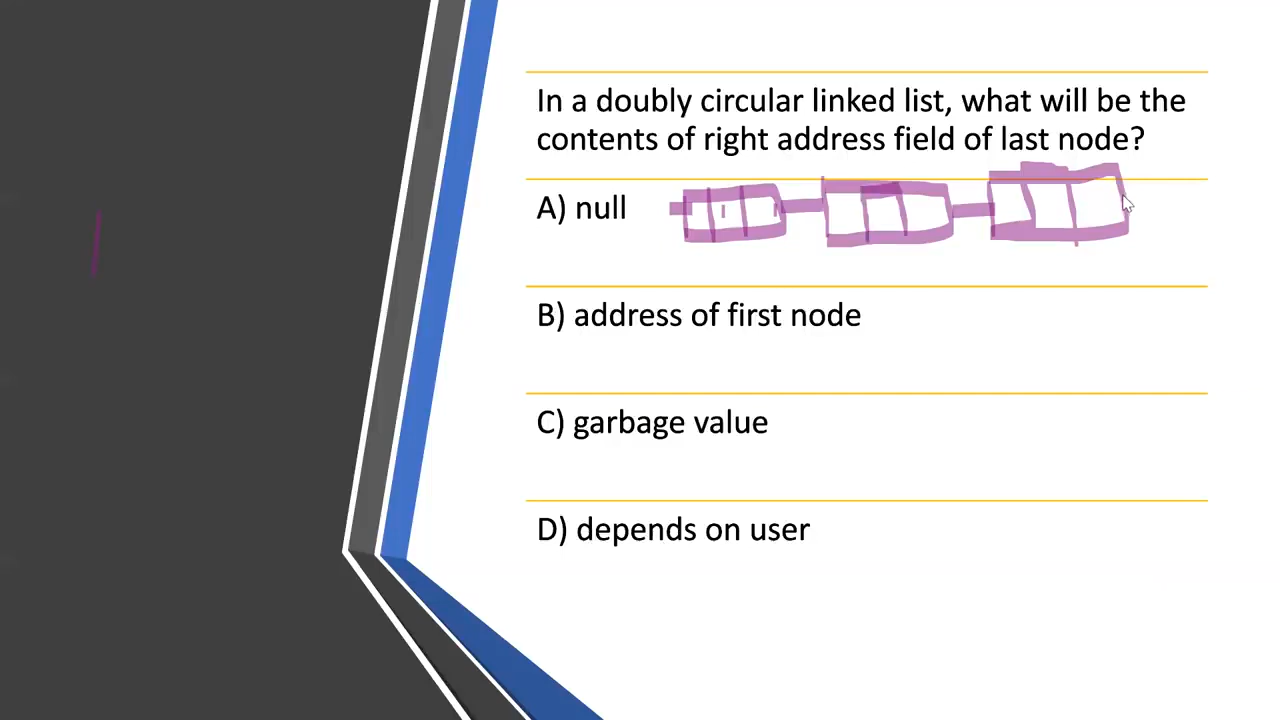 In a doubly circular linked list, what will be the
contents of right address field of last node?
A) null
B) address of first node
C) garbage value
D) depends on user